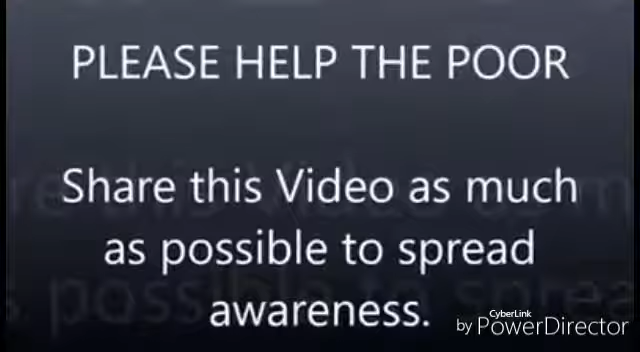 PLEASE HELP THE POOR
Share this Video as much
as possible to spread
awareness.
CyberLink
by PowerDirector